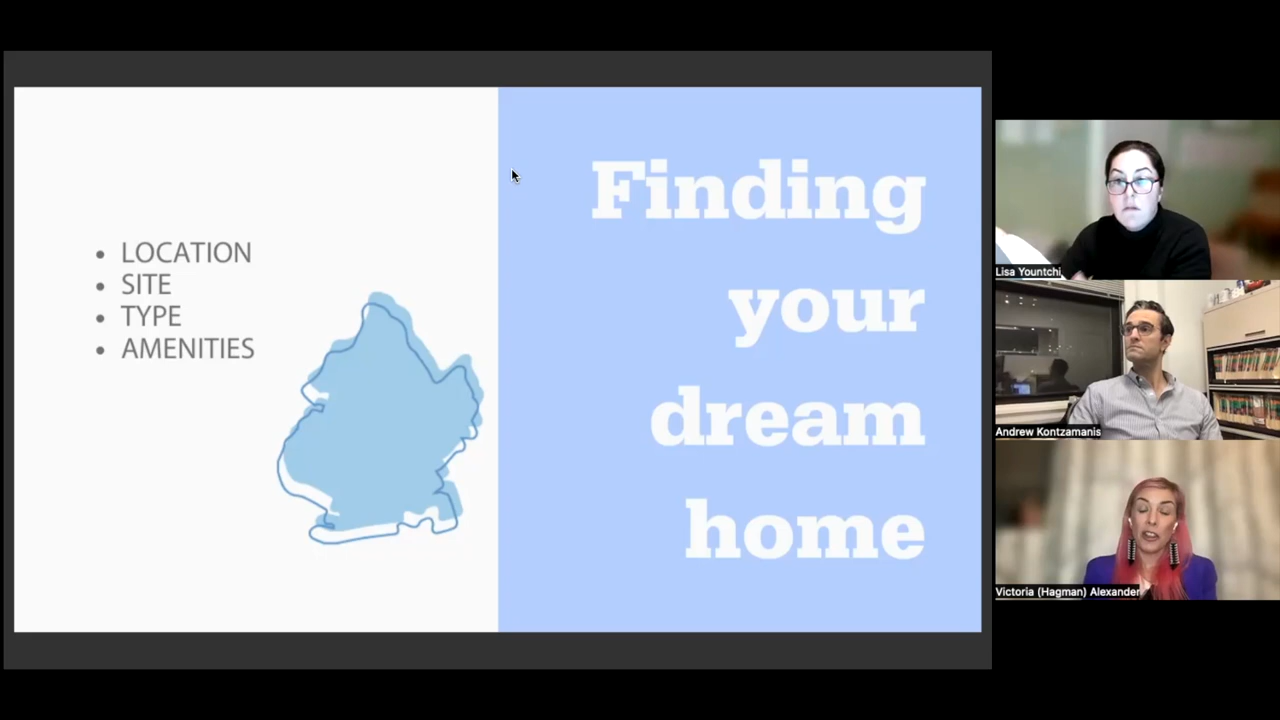 LOCATION
SITE
TYPE
AMENITIES
Finding
your
dream
home
Lisa Yountchi
Andrew Kontzamanis
Victoria (Hagman) Alexander